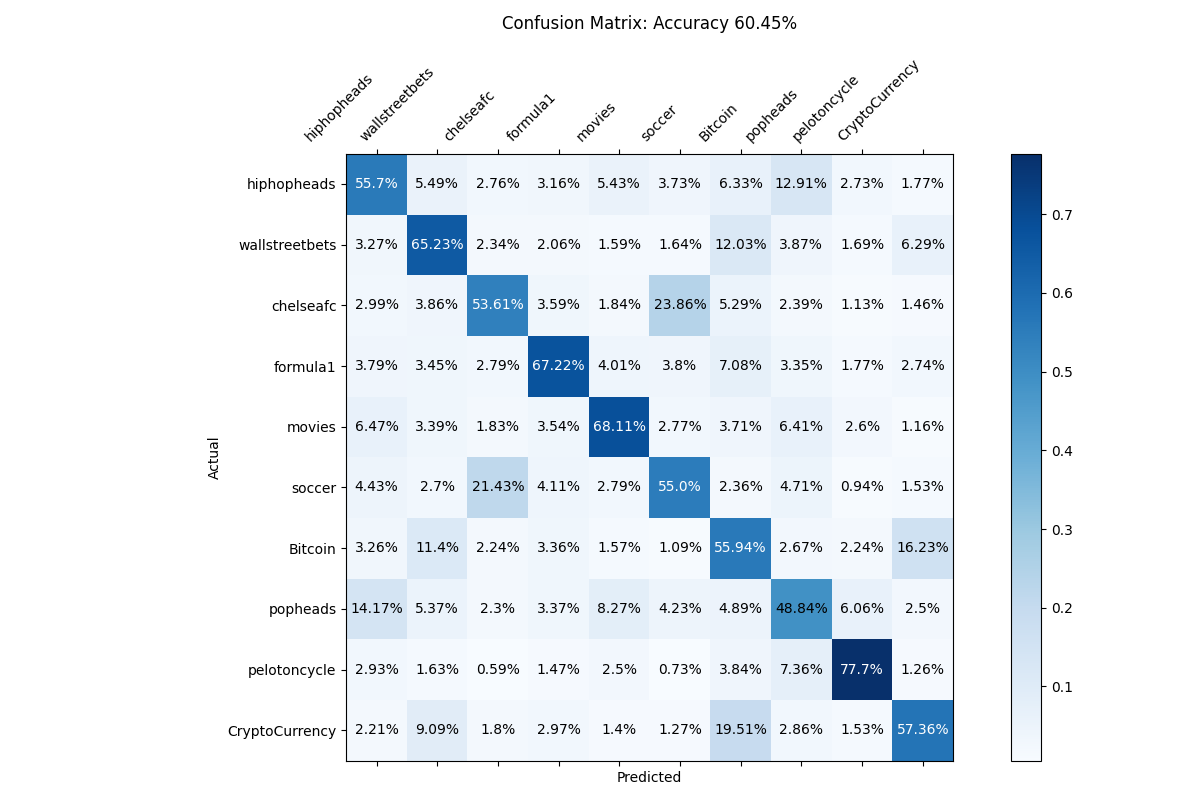 Confusion Matrix: Accuracy 60.45%
hiphopheads wallstreetbets chelseafc formula1 movies soccer Bitcoin popheads pelotoncycle CryptoCurrency
hiphopheads 55.7% 5.49% 2.76% 3.16% 5.43% 3.73% 6.33% 12.91% 2.73% 1.77%
wallstreetbets 3.27% 65.23% 2.34% 2.06% 1.59% 1.64% 12.03% 3.87% 1.69% 6.29%
chelseafc 2.99% 3.86% 53.61% 3.59% 1.84% 23.86% 5.29% 2.39% 1.13% 1.46%
formula1 3.79% 3.45% 2.79% 67.22% 4.01% 3.8% 7.08% 3.35% 1.77% 2.74%
movies 6.47% 3.39% 1.83% 3.54% 68.11% 2.77% 3.71% 6.41% 2.6% 1.16%
Actual
soccer 4.43% 2.7% 21.43% 4.11% 2.79% 55.0% 2.36% 4.71% 0.94% 1.53%
Bitcoin 3.26% 11.4% 2.24% 3.36% 1.57% 1.09% 55.94% 2.67% 2.24% 16.23%
popheads 14.17% 5.37% 2.3% 3.37% 8.27% 4.23% 4.89% 48.84% 6.06% 2.5%
pelotoncycle 2.93% 1.63% 0.59% 1.47% 2.5% 0.73% 3.84% 7.36% 77.7% 1.26%
CryptoCurrency 2.21% 9.09% 1.8% 2.97% 1.4% 1.27% 19.51% 2.86% 1.53% 57.36%
Predicted
0.7
0.6
0.5
0.4
0.3
0.2
0.1